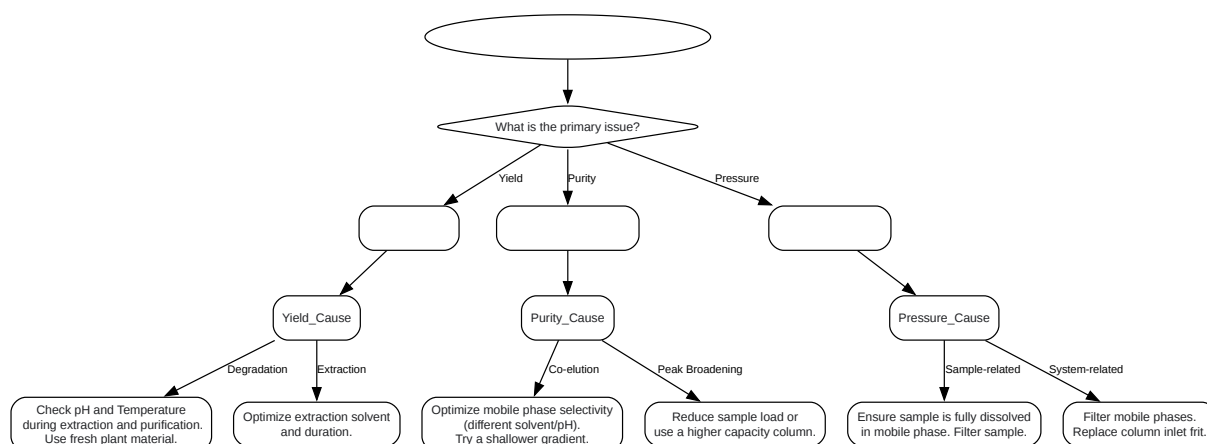 What is the primary issue?
Yield
Purity
Pressure
Yield_Cause
Purity_Cause
Pressure_Cause
Degradation
Extraction
Co-elution
Peak Broadening
Sample-related
System-related
Check pH and Temperature
during extraction and purification.
Use fresh plant material.
Optimize extraction solvent
and duration.
Optimize mobile phase selectivity
(different solvent/pH).
Try a shallower gradient.
Reduce sample load or
use a higher capacity column.
Ensure sample is fully dissolved
in mobile phase. Filter sample.
Filter mobile phases.
Replace column inlet frit.